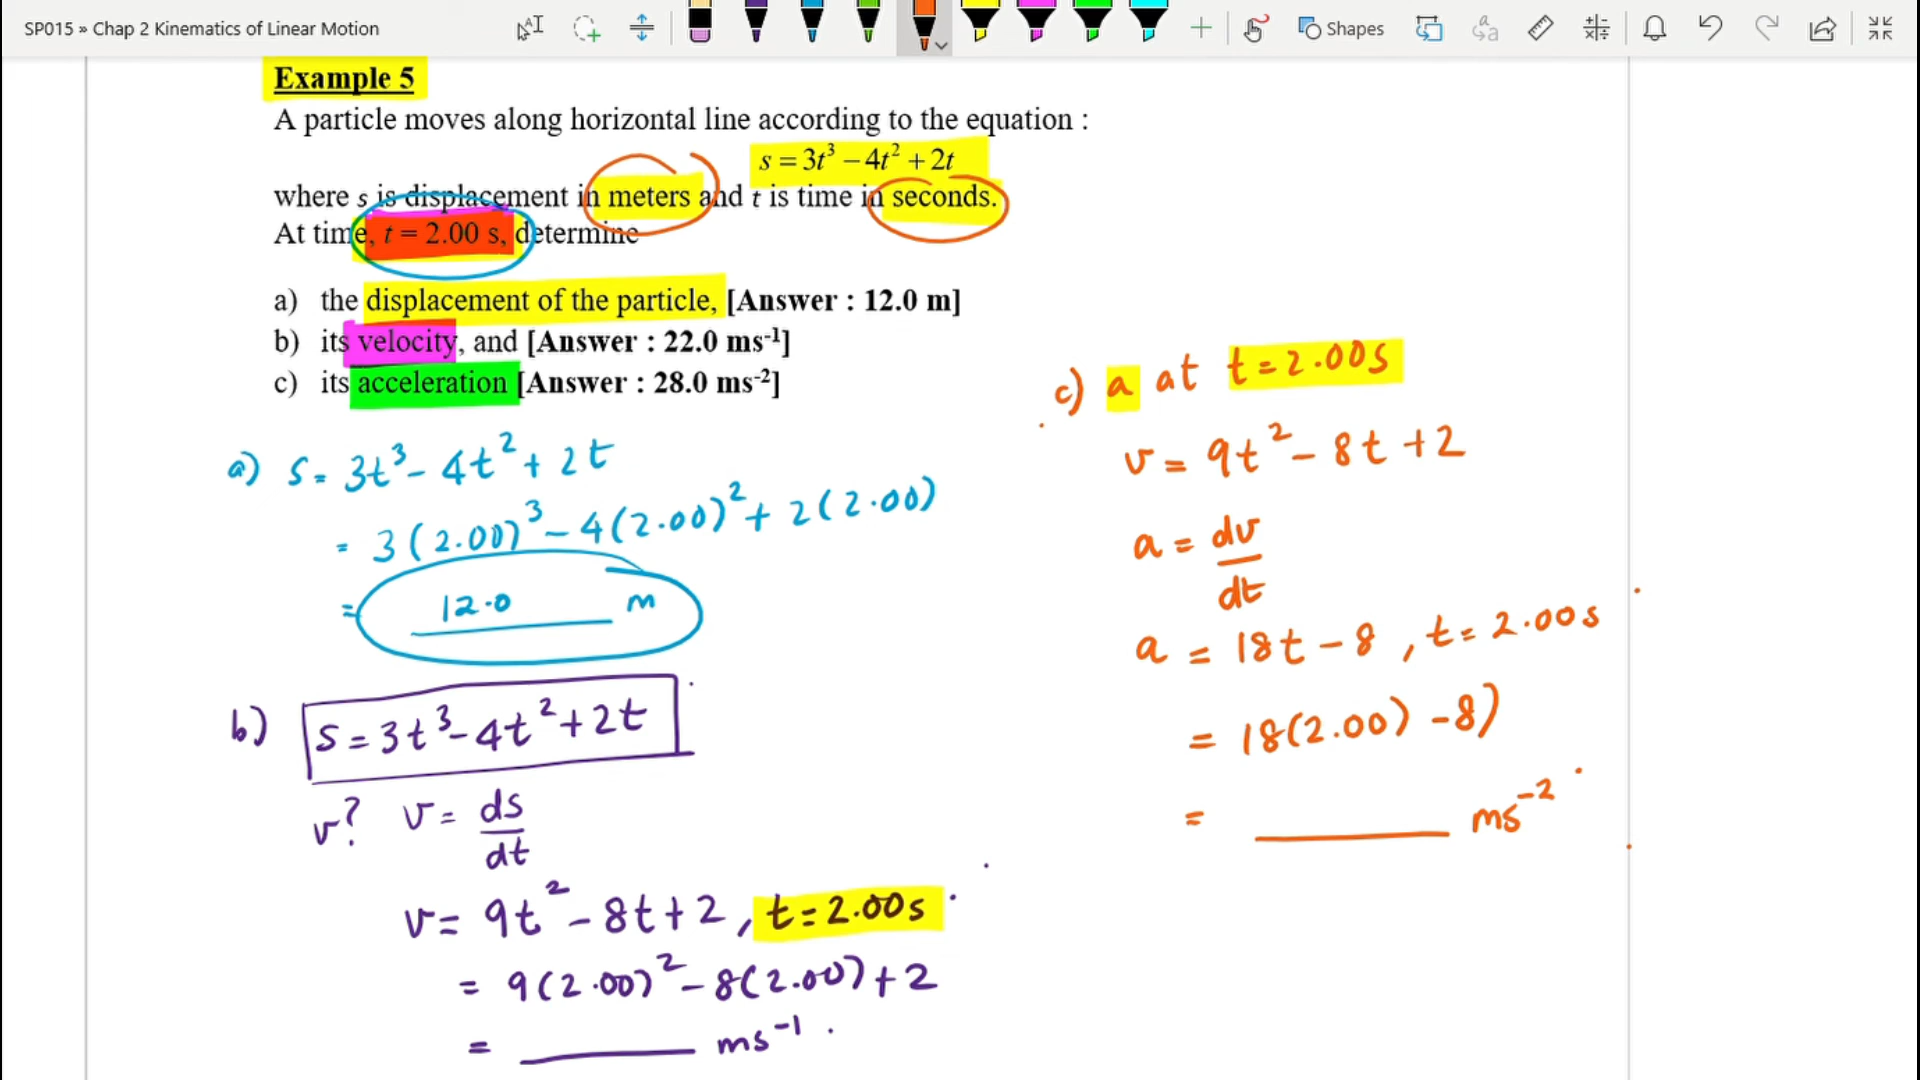 SP015 » Chap 2 Kinematics of Linear Motion
Shapes
Example 5
A particle moves along horizontal line according to the equation :
s = 3t³ – 4t² + 2t
where s is displacement in meters and t is time in seconds.
At time, t = 2.00 s, determine
a) the displacement of the particle, [Answer : 12.0 m]
b) its velocity, and [Answer : 22.0 ms⁻¹]
c) its acceleration [Answer : 28.0 ms⁻²]
a) s = 3t³ - 4t² + 2t
= 3(2.00)³ - 4(2.00)² + 2(2.00)
= 12.0 m
b) s = 3t³ - 4t² + 2t
v? v = ds/dt
v = 9t² - 8t + 2, t = 2.00s
= 9(2.00)² - 8(2.00) + 2
= ______ ms⁻¹
c) a at t = 2.00s
v = 9t² - 8t + 2
a = dv/dt
a = 18t - 8, t = 2.00s
= 18(2.00) - 8)
= ______ ms⁻²